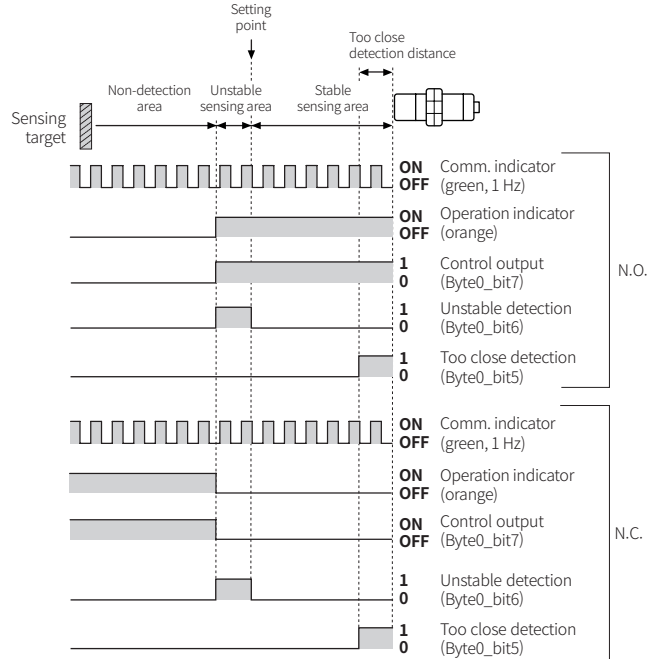 Setting
point
Too close
detection distance
Non-detection
area
Unstable
sensing area
Stable
sensing area
Sensing
target
ON
OFF
Comm. indicator
(green, 1 Hz)
ON
OFF
Operation indicator
(orange)
1
0
Control output
(Byte0_bit7)
1
0
Unstable detection
(Byte0_bit6)
1
0
Too close detection
(Byte0_bit5)
N.O.
ON
OFF
Comm. indicator
(green, 1 Hz)
ON
OFF
Operation indicator
(orange)
ON
OFF
Control output
(Byte0_bit7)
1
0
Unstable detection
(Byte0_bit6)
1
0
Too close detection
(Byte0_bit5)
N.C.